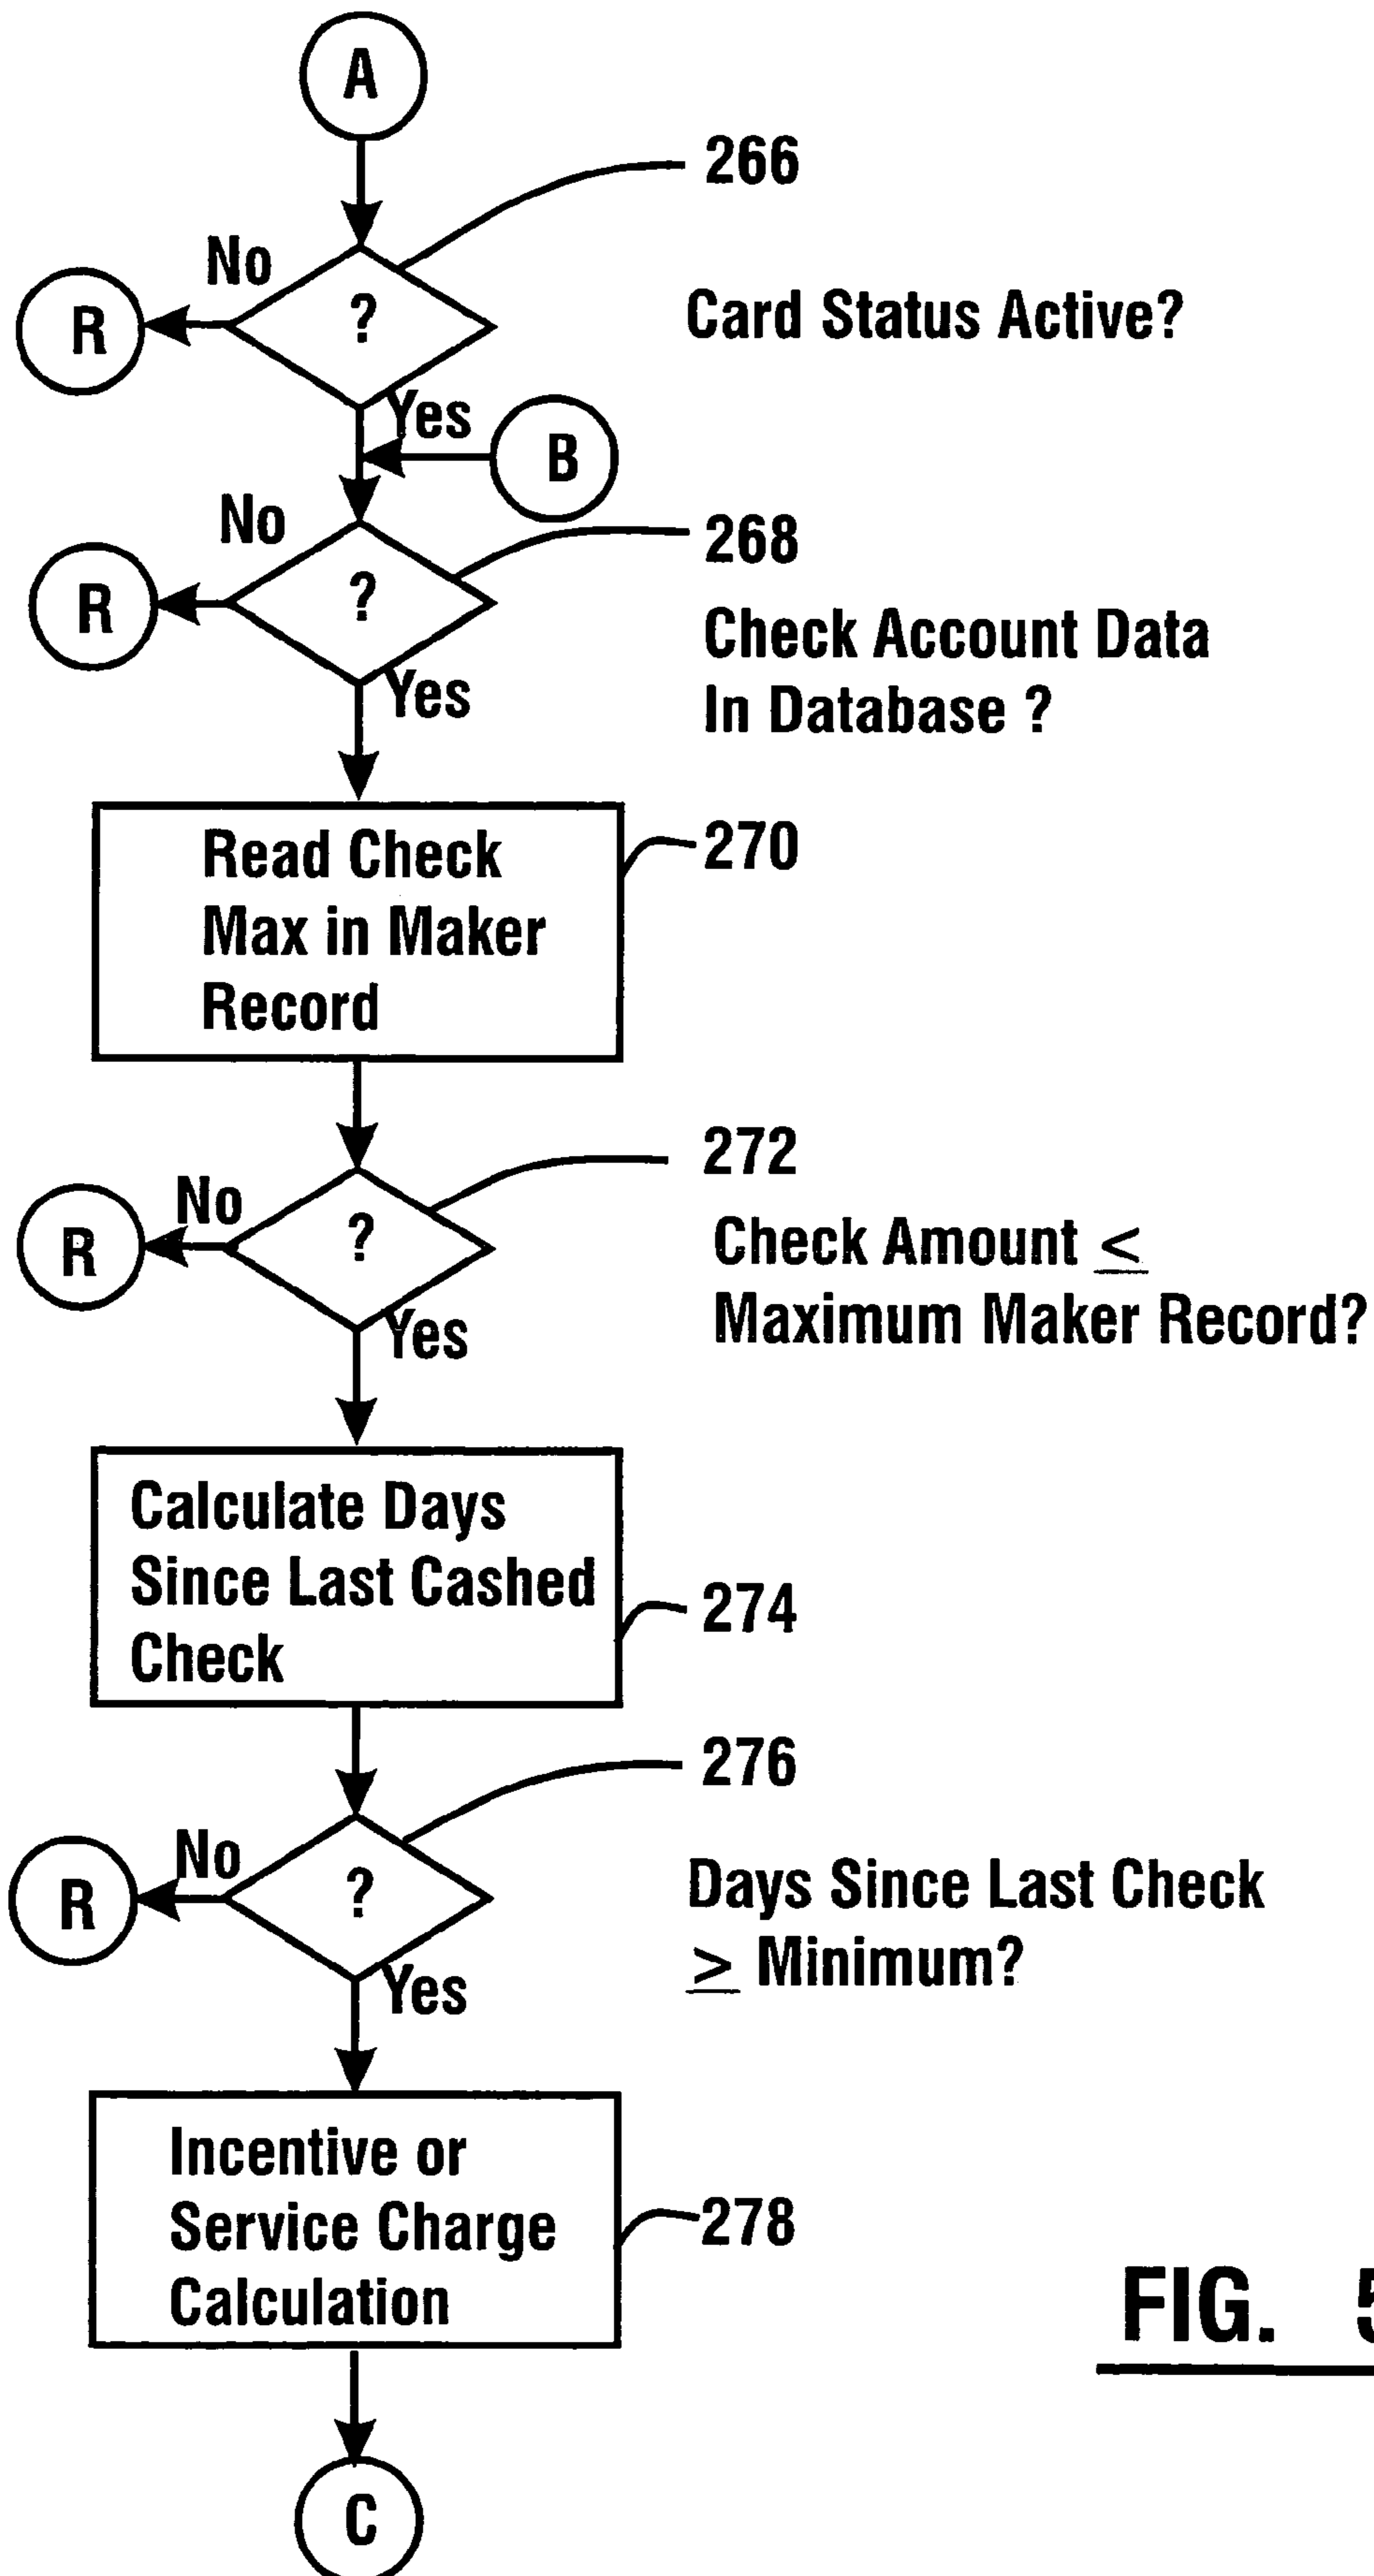 A
266
No
R
?
Card Status Active?
Yes
B
No
268
R
?
Check Account Data
In Database ?
Yes
Read Check
Max in Maker
Record
270
272
No
R
?
Check Amount ≤
Maximum Maker Record?
Yes
Calculate Days
Since Last Cashed
Check
274
276
No
R
?
Days Since Last Check
≥ Minimum?
Yes
Incentive or
Service Charge
Calculation
278
FIG. 5
C